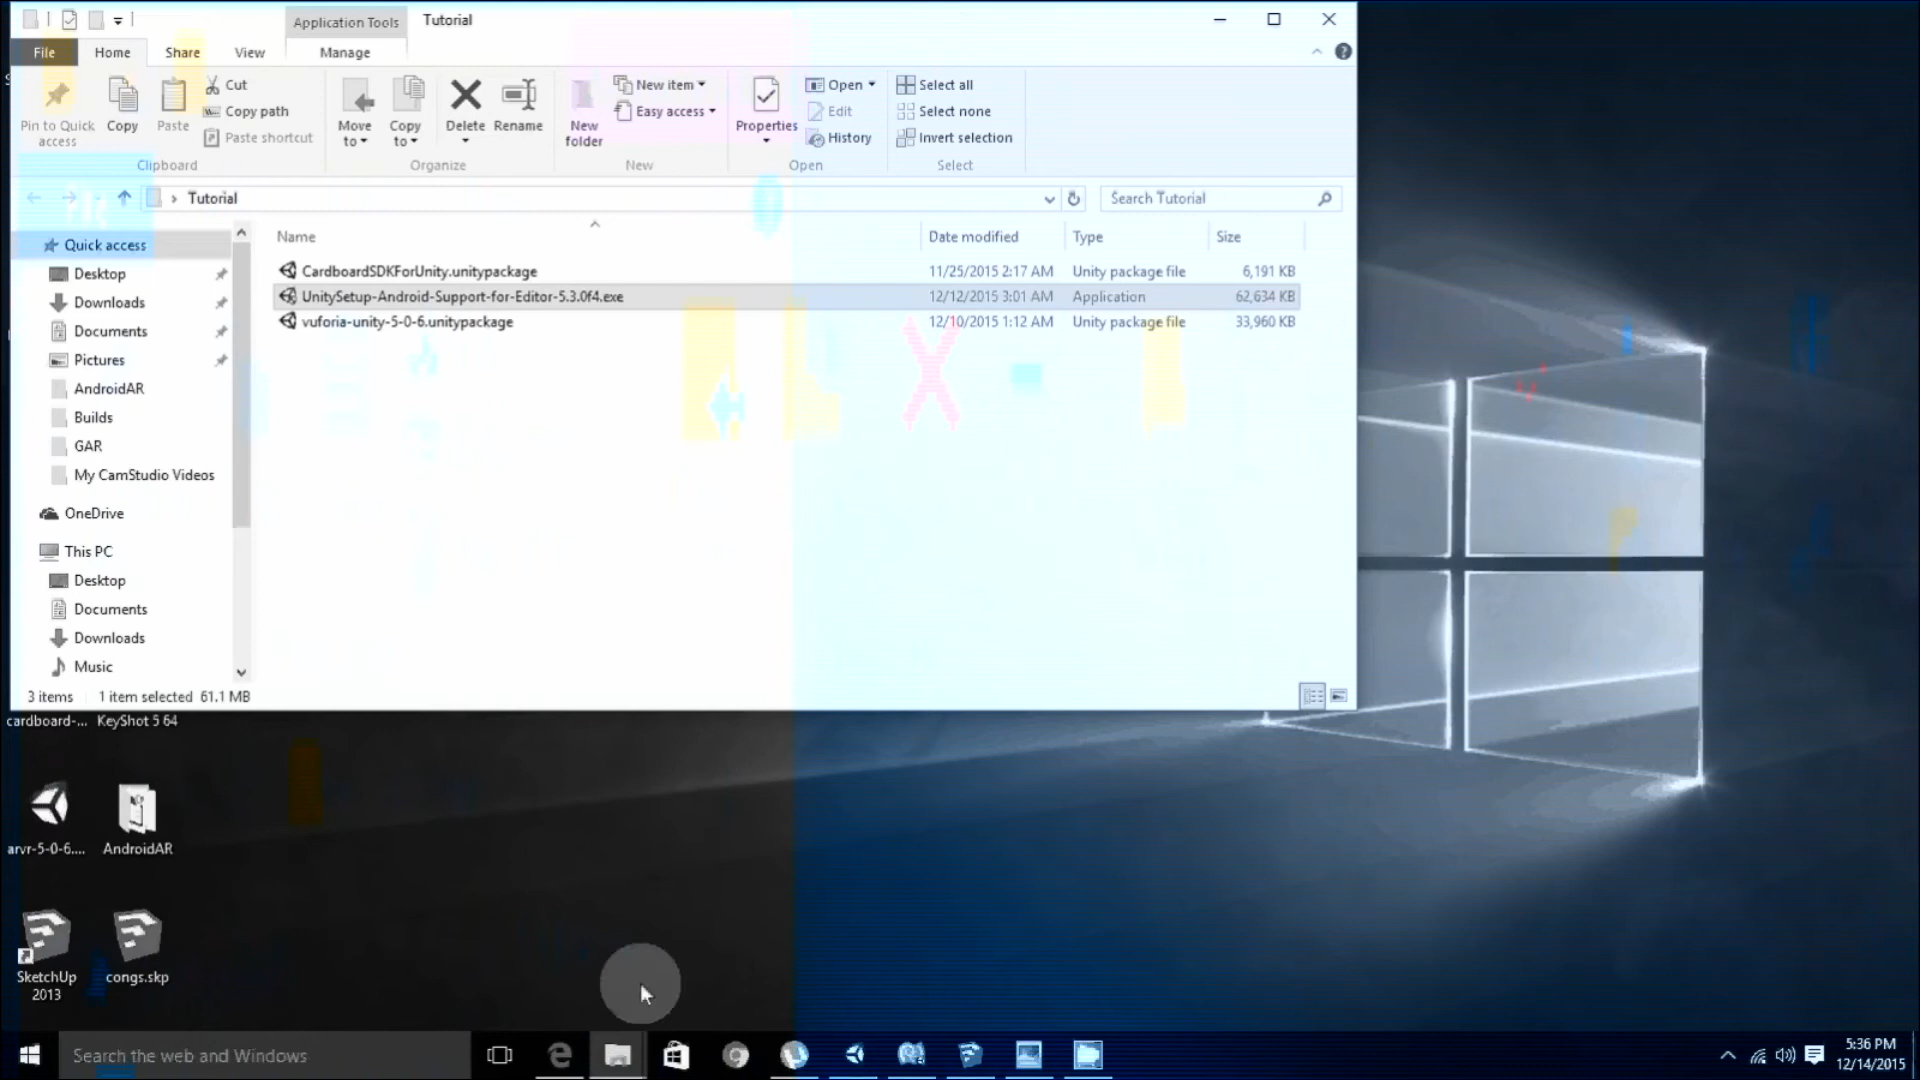 Application Tools
Tutorial
File
Home
Share
View
Manage
Pin to Quick access
Copy
Paste
Cut
Copy path
Paste shortcut
Clipboard
Move to
Copy to
Delete
Rename
Organize
New folder
New item
Easy access
New
Properties
Open
Edit
History
Open
Select all
Select none
Invert selection
Select
Tutorial
Search Tutorial
Name
Date modified
Type
Size
CardboardSDKForUnity.unitypackage 11/25/2015 2:17 AM Unity package file 6,191 KB
UnitySetup-Android-Support-for-Editor-5.3.0f4.exe 12/12/2015 3:01 AM Application 62,634 KB
vuforia-unity-5-0-6.unitypackage 12/10/2015 1:12 AM Unity package file 33,960 KB
Quick access
Desktop
Downloads
Documents
Pictures
AndroidAR
Builds
GAR
My CamStudio Videos
OneDrive
This PC
Desktop
Documents
Downloads
Music
3 items 1 item selected 61.1 MB
cardboard-... KeyShot 5 64
arvr-5-0-6.... AndroidAR
SketchUp 2013
congs.skp
Search the web and Windows
5:36 PM
12/14/2015